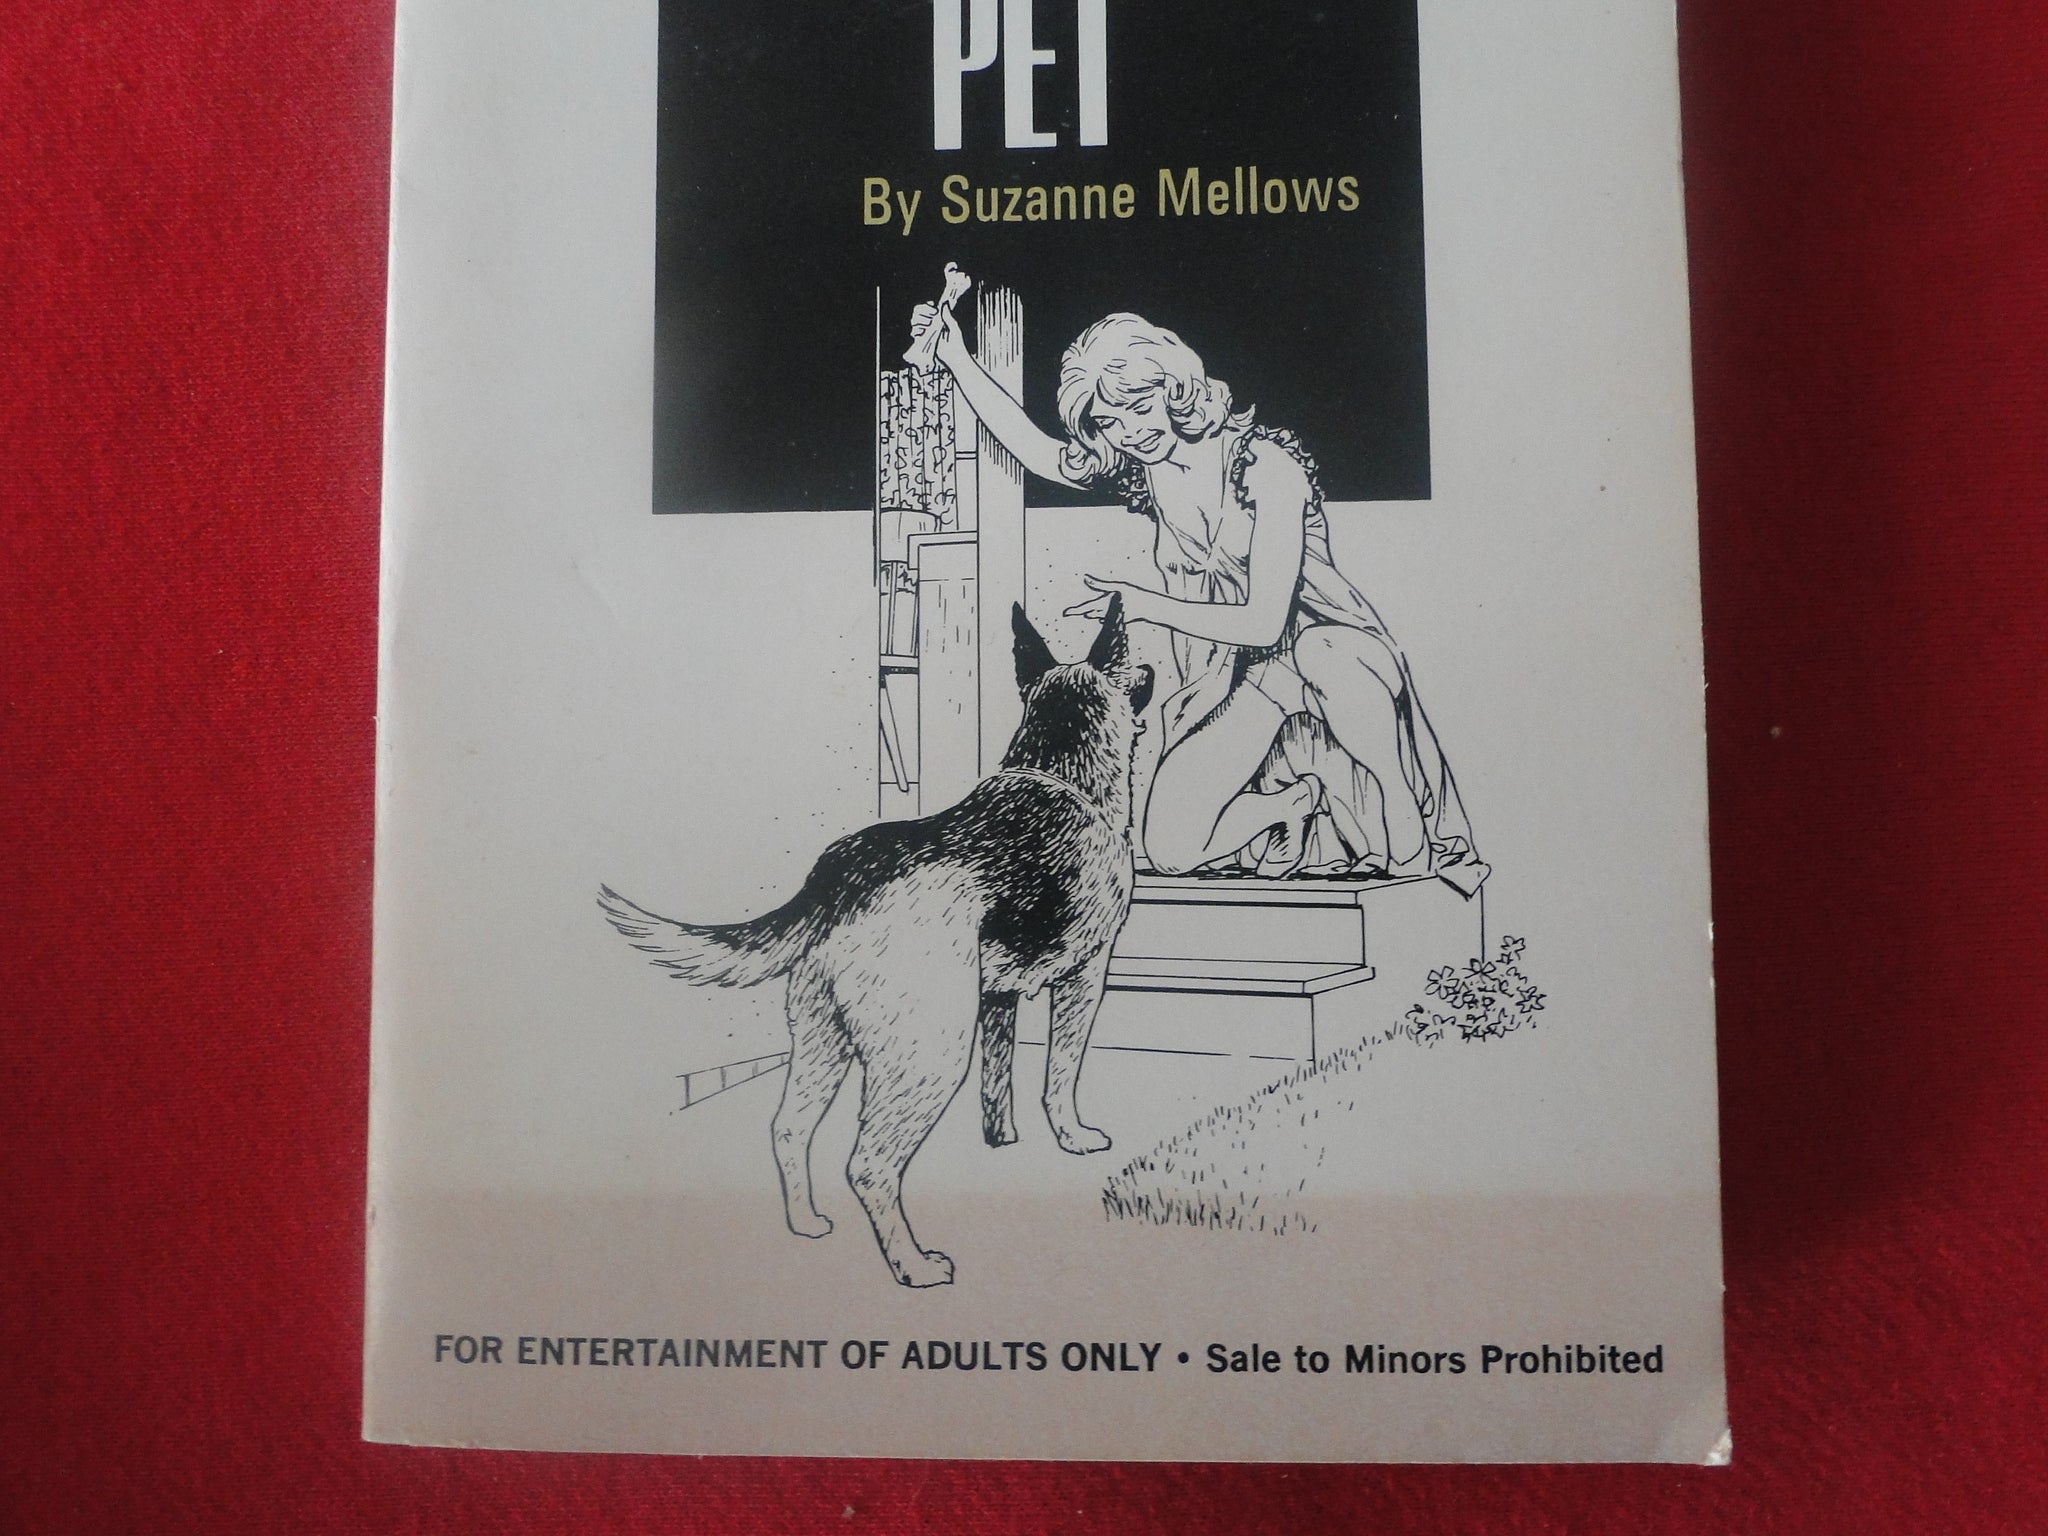 PET
By Suzanne Mellows
FOR ENTERTAINMENT OF ADULTS ONLY • Sale to Minors Prohibited